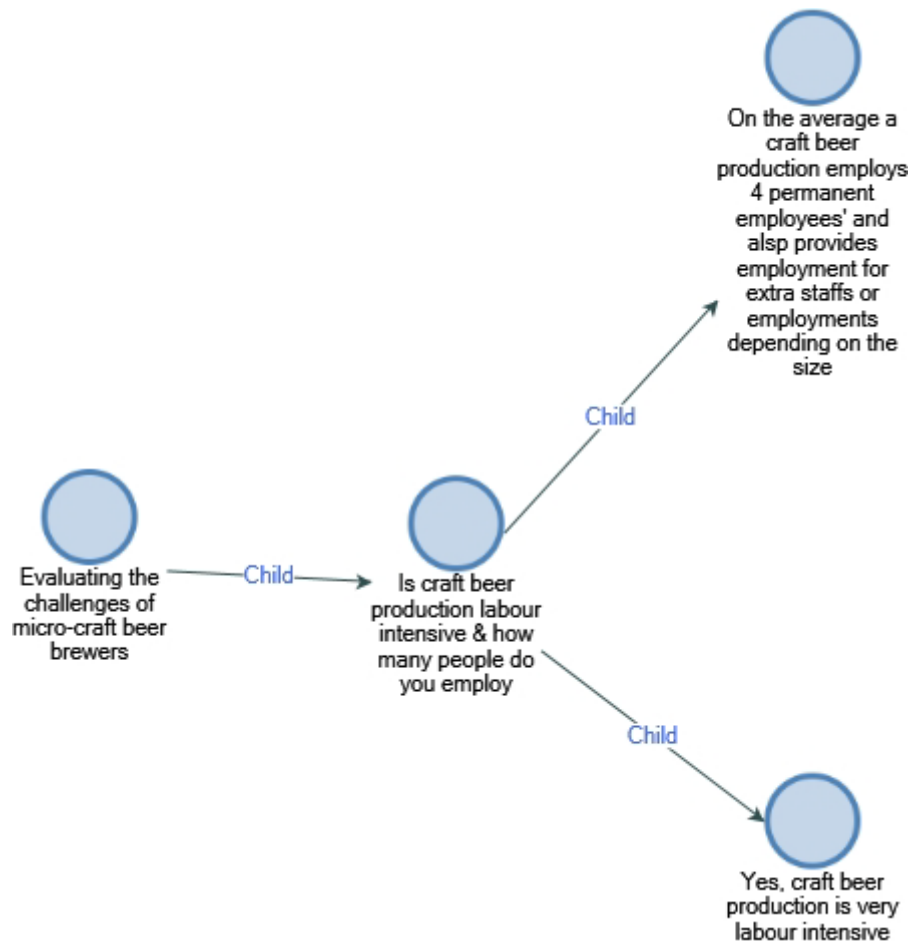 On the average a
craft beer
production employs
4 permanent
employees' and
alsp provides
employment for
extra staffs or
employments
depending on the
size
Child
Child
Evaluating the
challenges of
micro-craft beer
brewers
Is craft beer
production labour
intensive & how
many people do
you employ
Child
Yes, craft beer
production is very
labour intensive